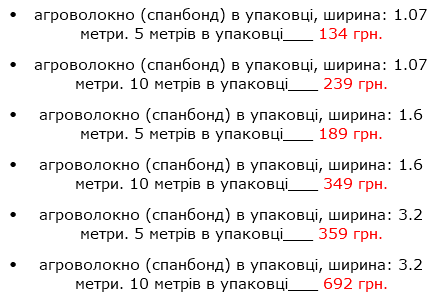 • агроволокно (спанбонд) в упаковці, ширина: 1.07
метри. 5 метрів в упаковці___ 134 грн.
• агроволокно (спанбонд) в упаковці, ширина: 1.07
метри. 10 метрів в упаковці___ 239 грн.
• агроволокно (спанбонд) в упаковці, ширина: 1.6
метри. 5 метрів в упаковці___ 189 грн.
• агроволокно (спанбонд) в упаковці, ширина: 1.6
метри. 10 метрів в упаковці___ 349 грн.
• агроволокно (спанбонд) в упаковці, ширина: 3.2
метри. 5 метрів в упаковці___ 359 грн.
• агроволокно (спанбонд) в упаковці, ширина: 3.2
метри. 10 метрів в упаковці___ 692 грн.